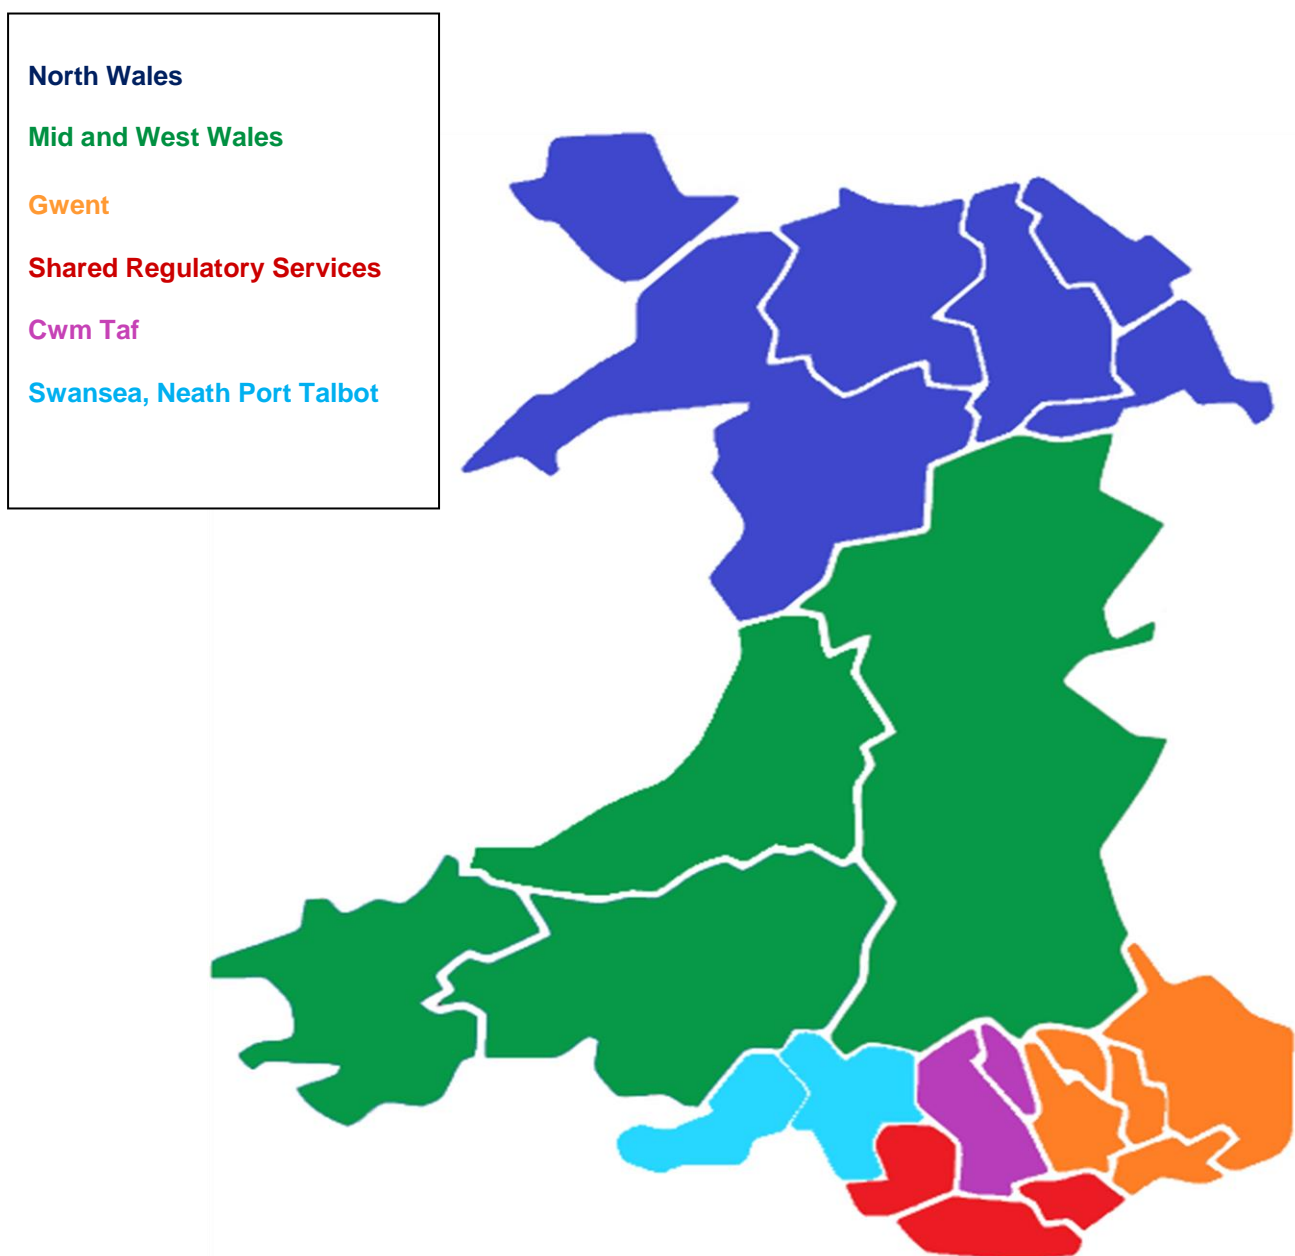 North Wales
Mid and West Wales
Gwent
Shared Regulatory Services
Cwm Taf
Swansea, Neath Port Talbot